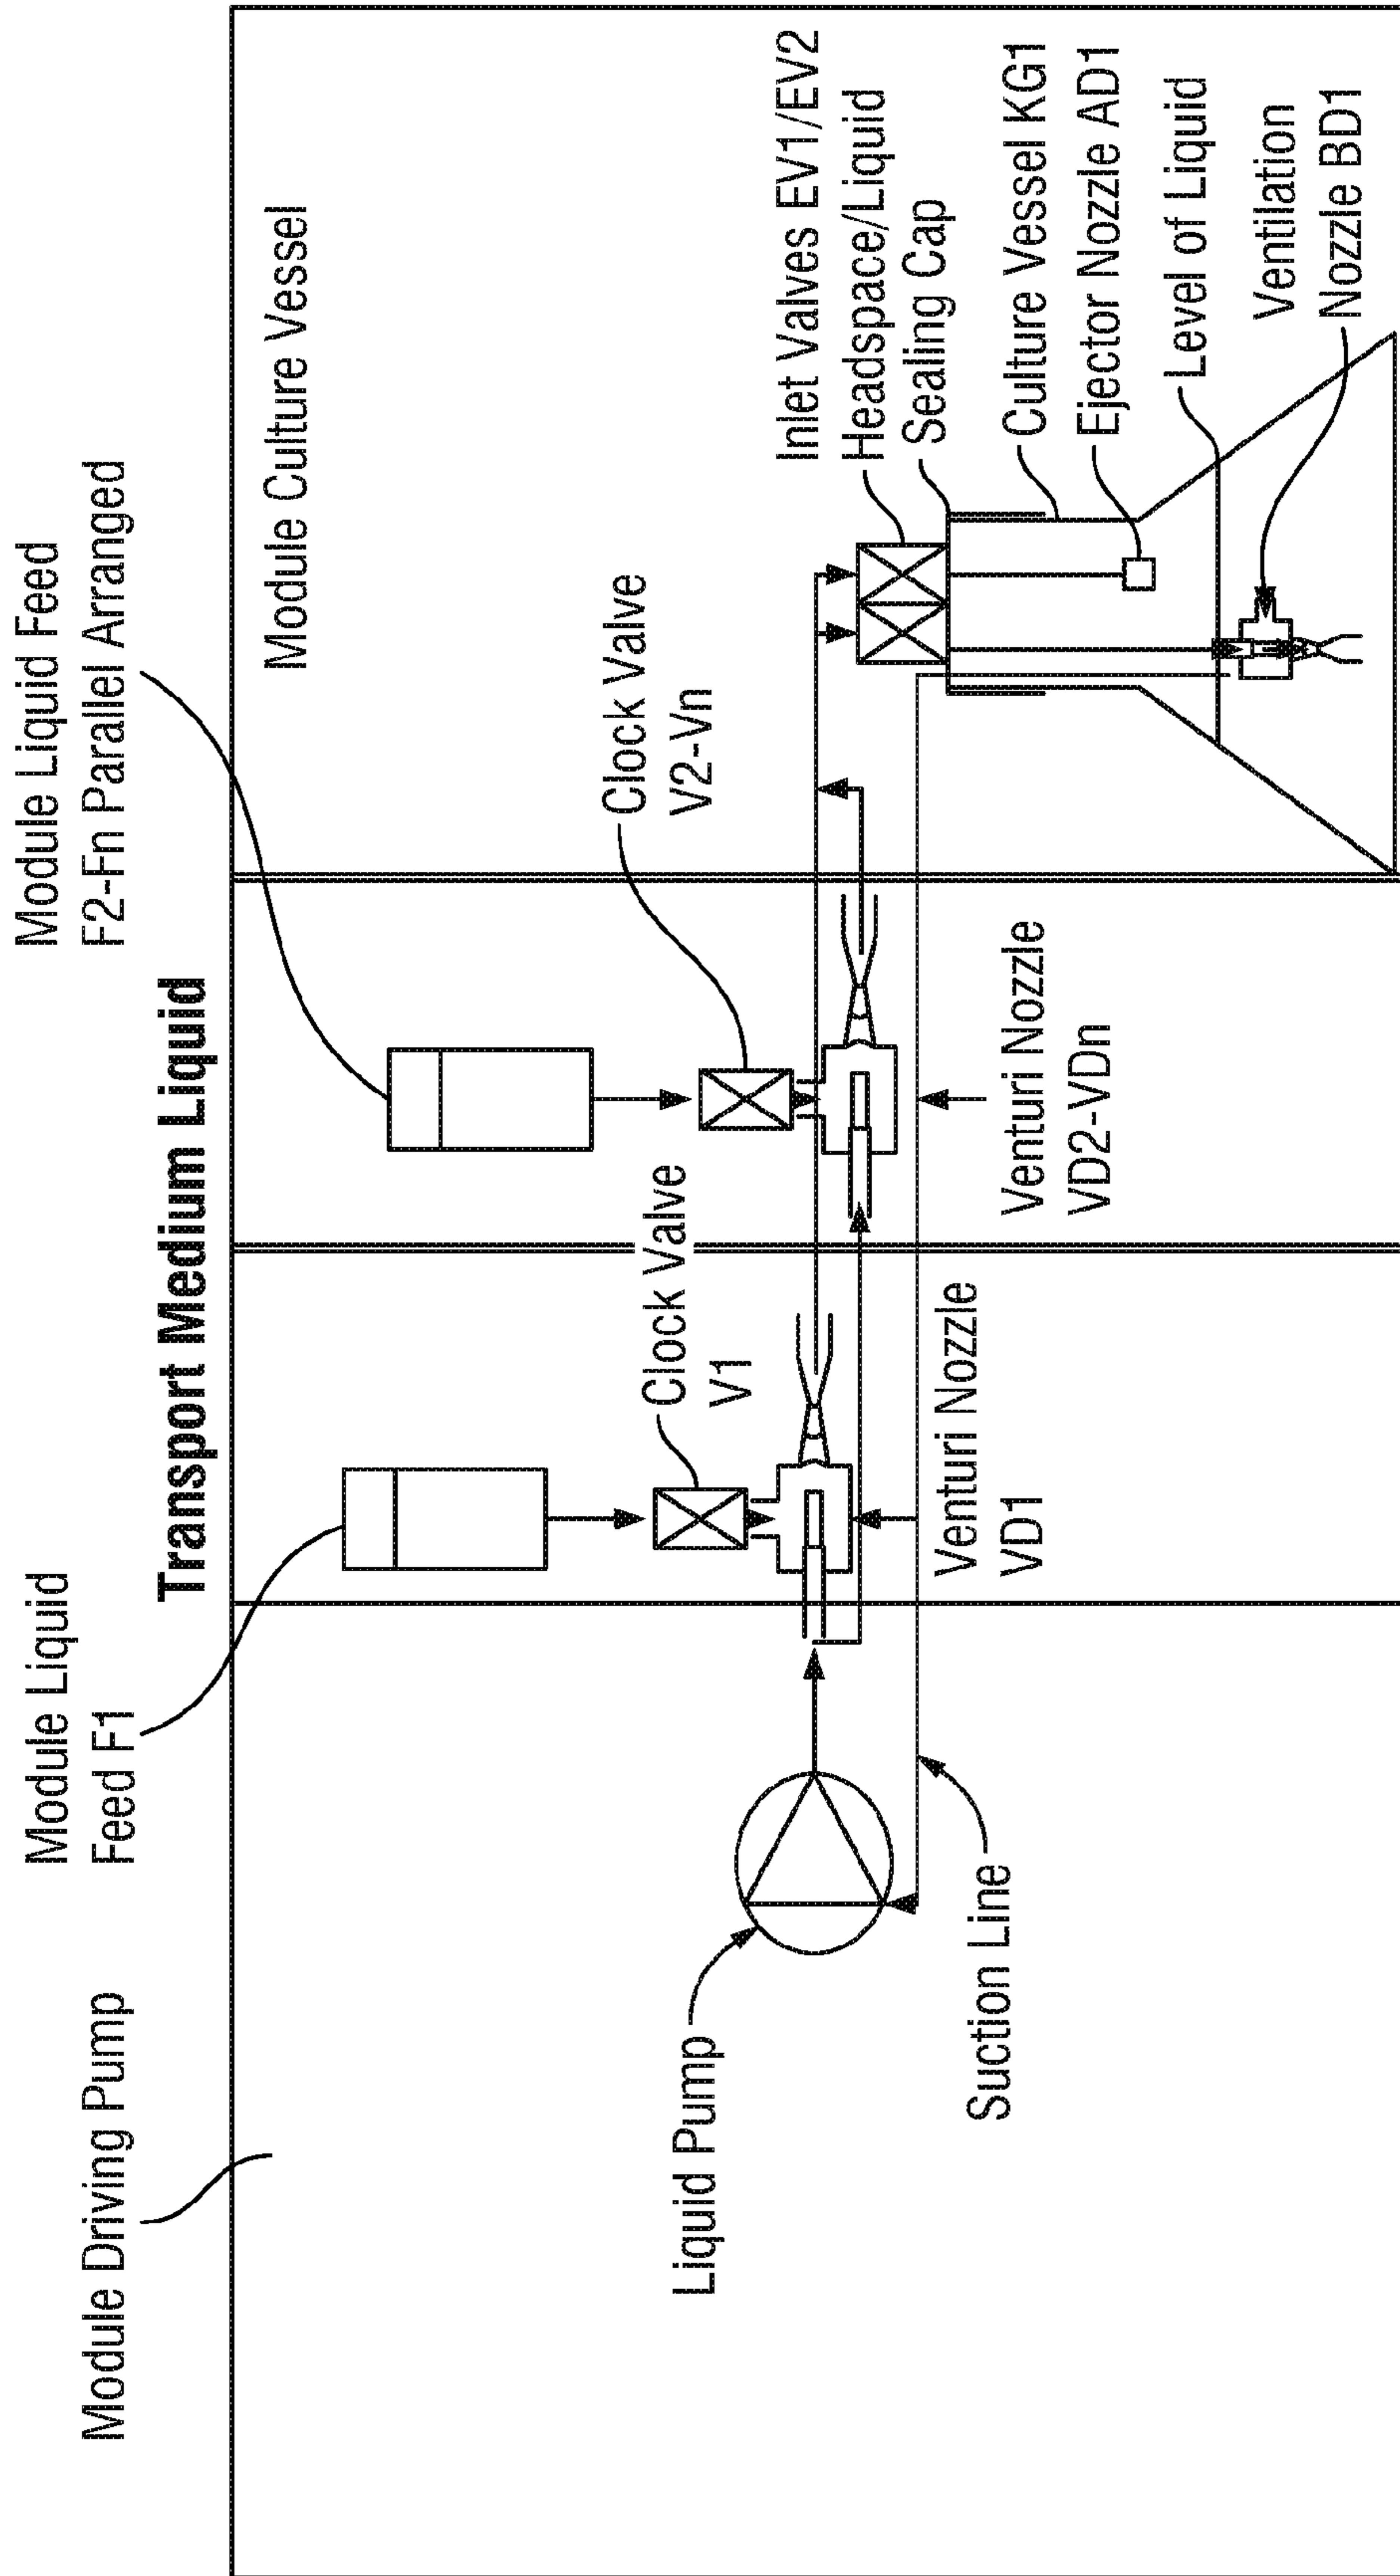 Module Driving Pump
Module Liquid
Feed F1
Module Liquid Feed
F2-Fn Parallel Arranged
Transport Medium Liquid
Module Culture Vessel
Liquid Pump
Suction Line
Clock Valve
V1
Venturi Nozzle
VD1
Clock Valve
V2-Vn
Venturi Nozzle
VD2-VDn
Inlet Valves EV1/EV2
Headspace/Liquid
Sealing Cap
Culture Vessel KG1
Ejector Nozzle AD1
Level of Liquid
Ventilation
Nozzle BD1